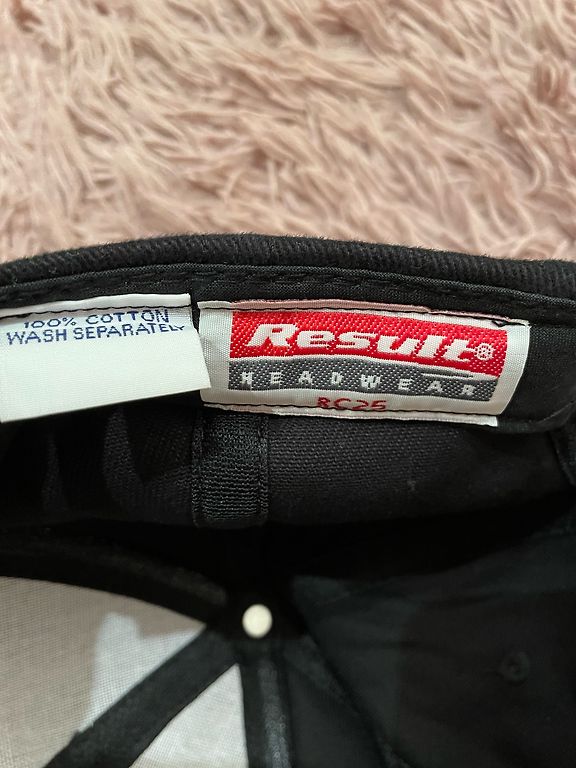 100% COTTON
WASH SEPARATELY
Result®
HEADWEAR
RC25